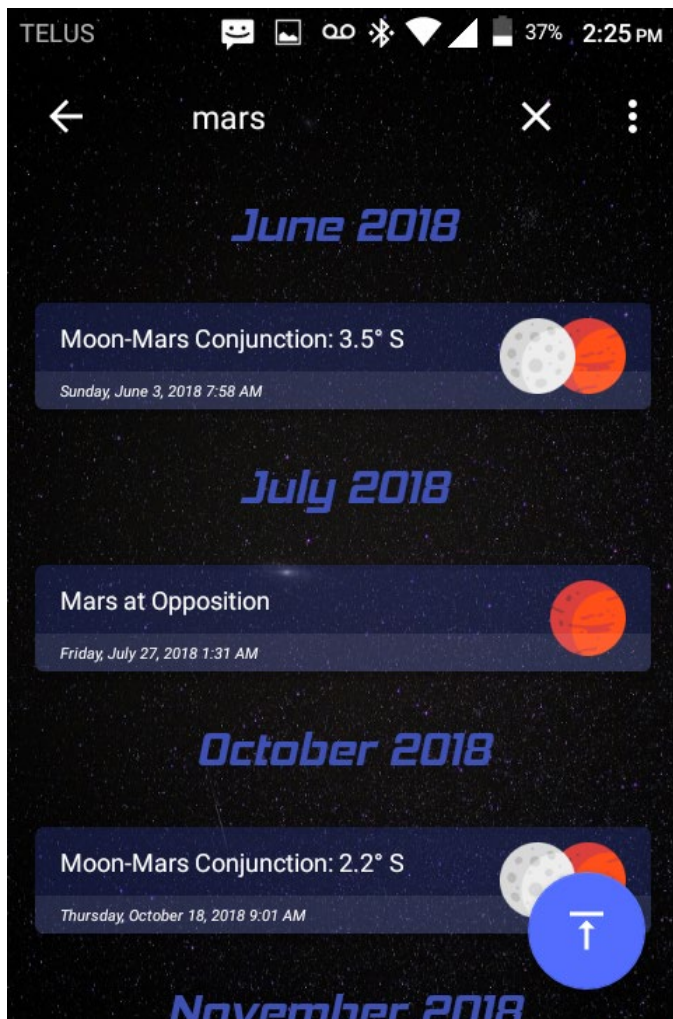 TELUS 37% 2:25 PM
mars
June 2018
Moon-Mars Conjunction: 3.5° S
Sunday, June 3, 2018 7:58 AM
July 2018
Mars at Opposition
Friday, July 27, 2018 1:31 AM
October 2018
Moon-Mars Conjunction: 2.2° S
Thursday, October 18, 2018 9:01 AM
November 2018